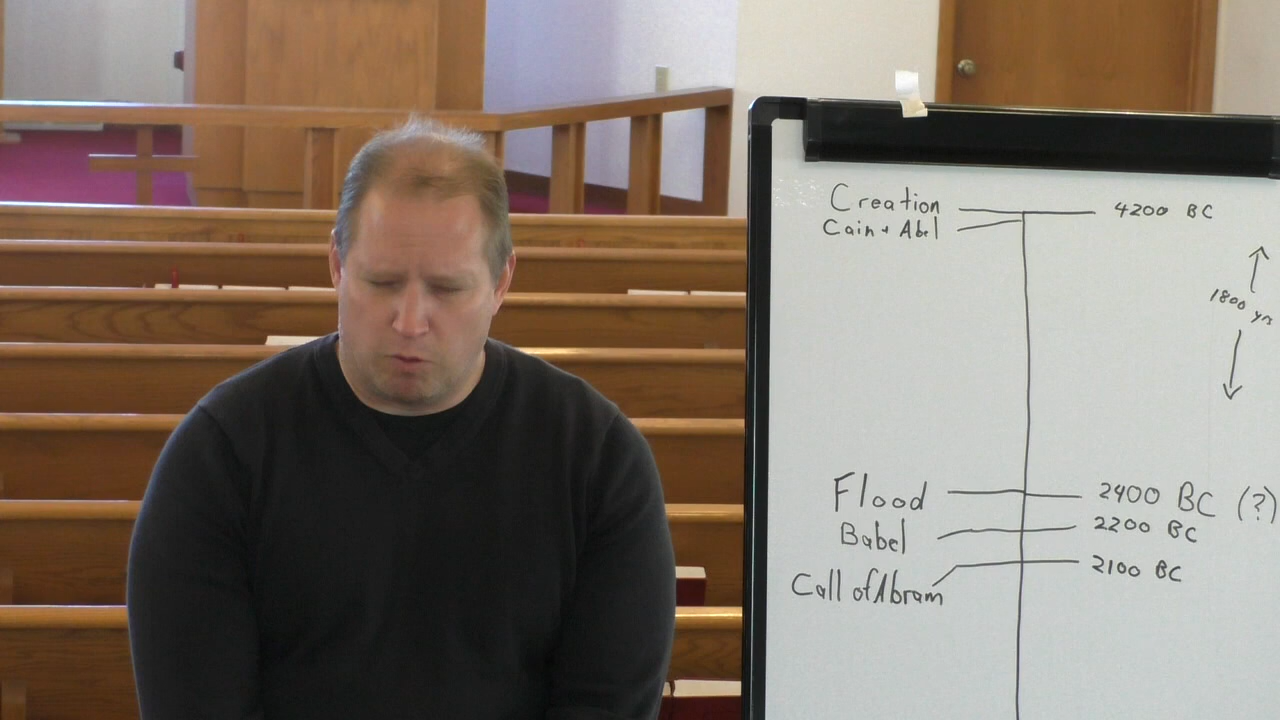 Creation 4200 BC
Cain + Abel
1800 yrs
Flood 2400 BC (?)
Babel 2200 BC
Call of Abram 2100 BC